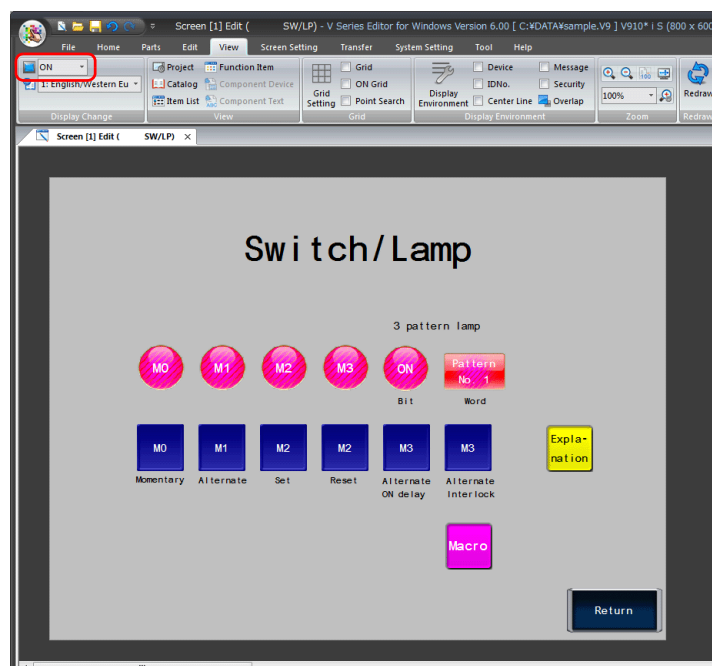 Screen [1] Edit ( SW/LP) - V Series Editor for Windows Version 6.00 [ C:¥DATA¥sample.V9 ] V910* i S (800 x 600
File Home Parts Edit View Screen Setting Transfer System Setting Tool Help
ON Project Function Item Grid Device Message
1: English/Western Eu Catalog Component Device ON Grid IDNo. Security
Item List Component Text Grid Setting Point Search Display Environment Center Line Overlap 100% Redraw
Display Change View Grid Display Environment Zoom Redraw
Screen [1] Edit ( SW/LP) ×
Switch/Lamp
3 pattern lamp
M0 M1 M2 M3 ON Pattern
No. 1
Bit Word
M0 M1 M2 M2 M3 M3 Expla-
nation
Momentary Alternate Set Reset Alternate Alternate
ON delay Interlock
Macro
Return